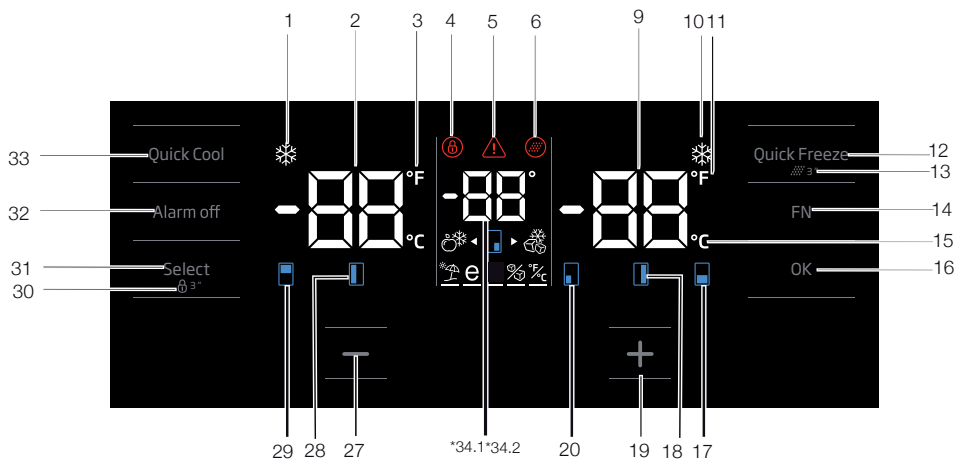 1 2 3 4 5 6 9 10 11
33 Quick Cool °F ° °F Quick Freeze 12
3" 13
-88 -88 -88
32 Alarm off FN 14
°C °C 15
31 Select e % °F/°C OK 16
30 3"
29 28 27 *34.1*34.2 20 19 18 17